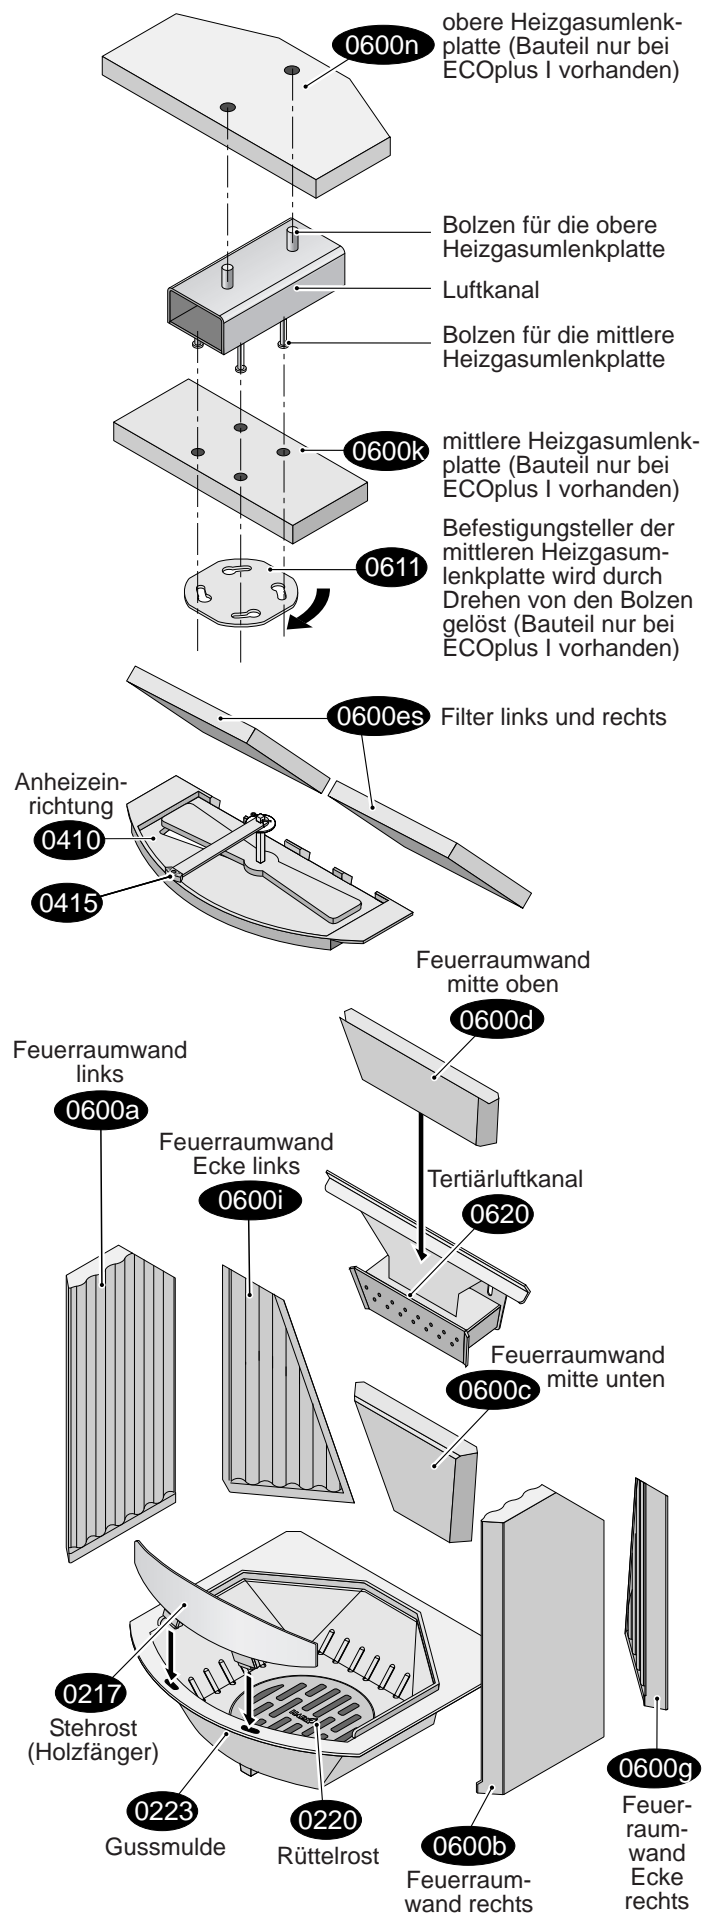 0600n
obere Heizgasumlenk-
platte (Bauteil nur bei
ECOplus I vorhanden)
Bolzen für die obere
Heizgasumlenkplatte
Luftkanal
Bolzen für die mittlere
Heizgasumlenkplatte
0600k
mittlere Heizgasumlenk-
platte (Bauteil nur bei
ECOplus I vorhanden)
0611
Befestigungsteller der
mittleren Heizgasum-
lenkplatte wird durch
Drehen von den Bolzen
gelöst (Bauteil nur bei
ECOplus I vorhanden)
0600es Filter links und rechts
Anheizein-
richtung
0410
0415
Feuerraumwand
mitte oben
0600d
Feuerraumwand
links
0600a
Feuerraumwand
Ecke links
0600i
Tertiärluftkanal
0620
Feuerraumwand
mitte unten
0600c
0217
Stehrost
(Holzfänger)
0223
Gussmulde
0220
Rüttelrost
0600b
Feuerraum-
wand rechts
0600g
Feuer-
raum-
wand
Ecke
rechts